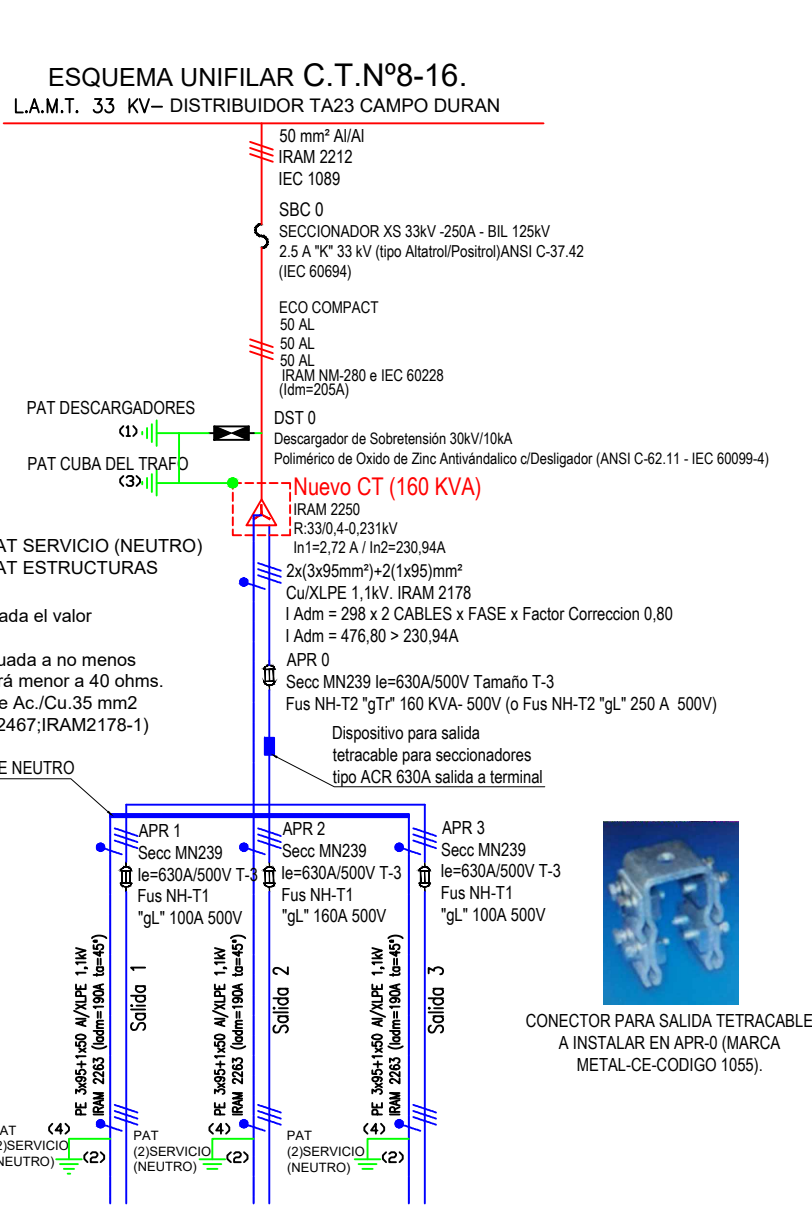 ESQUEMA UNIFILAR C.T.Nº8-16.
L.A.M.T. 33 KV– DISTRIBUIDOR TA23 CAMPO DURAN
50 mm² Al/Al
IRAM 2212
IEC 1089
SBC 0
SECCIONADOR XS 33kV -250A - BIL 125kV
2.5 A "K" 33 kV (tipo Altatrol/Positrol)ANSI C-37.42
(IEC 60694)
ECO COMPACT
50 AL
50 AL
50 AL
IRAM NM-280 e IEC 60228
(Idm=205A)
PAT DESCARGADORES
(1)
DST 0
Descargador de Sobretensión 30kV/10kA
Polimérico de Oxido de Zinc Antivándalico c/Desligador (ANSI C-62.11 - IEC 60099-4)
PAT CUBA DEL TRAFO
(3)
Nuevo CT (160 KVA)
IRAM 2250
R:33/0,4-0,231kV
In1=2,72 A / In2=230,94A
AT SERVICIO (NEUTRO)
AT ESTRUCTURAS
2x(3x95mm²)+2(1x95)mm²
Cu/XLPE 1,1kV. IRAM 2178
I Adm = 298 x 2 CABLES x FASE x Factor Correccion 0,80
I Adm = 476,80 > 230,94A
ada el valor
uada a no menos
rá menor a 40 ohms.
e Ac./Cu.35 mm2
2467;IRAM2178-1)
APR 0
Secc MN239 Ie=630A/500V Tamaño T-3
Fus NH-T2 "gTr" 160 KVA- 500V (o Fus NH-T2 "gL" 250 A 500V)
Dispositivo para salida
tetracable para seccionadores
tipo ACR 630A salida a terminal
E NEUTRO
APR 1
Secc MN239
Ie=630A/500V T-3
Fus NH-T1
"gL" 100A 500V
APR 2
Secc MN239
Ie=630A/500V T-3
Fus NH-T1
"gL" 160A 500V
APR 3
Secc MN239
Ie=630A/500V T-3
Fus NH-T1
"gL" 100A 500V
PE 3x95+1x50 Al/XLPE 1,1kV
IRAM 2263 (Iadm=190A ta=45°)
Salida 1
PE 3x95+1x50 Al/XLPE 1,1kV
IRAM 2263 (Iadm=190A ta=45°)
Salida 2
PE 3x95+1x50 Al/XLPE 1,1kV
IRAM 2263 (Iadm=190A ta=45°)
Salida 3
CONECTOR PARA SALIDA TETRACABLE
A INSTALAR EN APR-0 (MARCA
METAL-CE-CODIGO 1055).
AT
2)SERVICIO
NEUTRO)
(4)
(2)
PAT
(2)SERVICIO
(NEUTRO)
(4)
(2)
PAT
(2)SERVICIO
(NEUTRO)
(4)
(2)